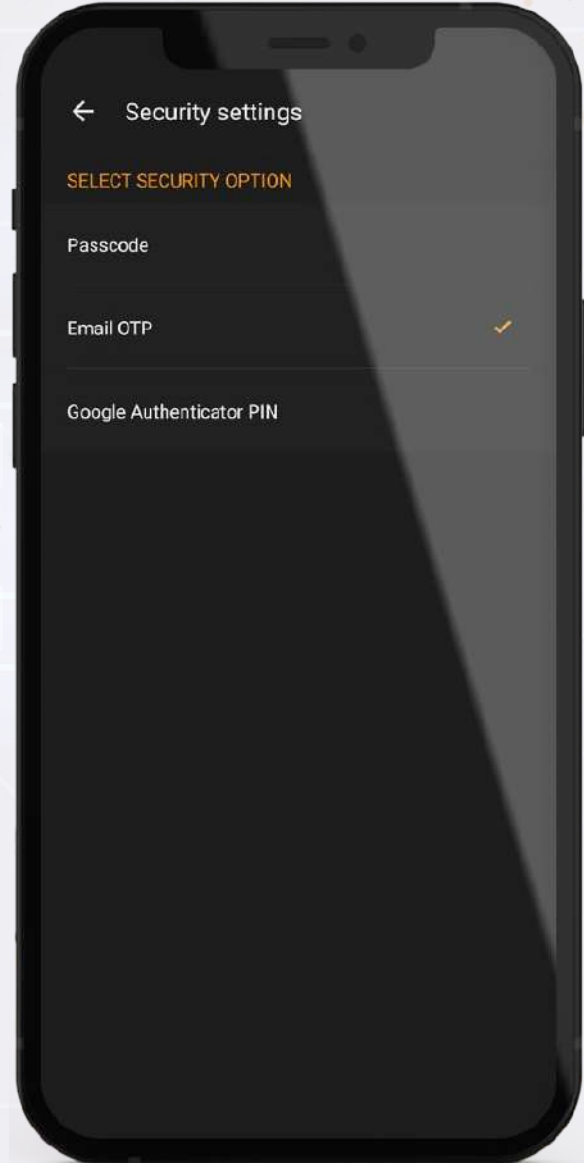 Security settings
SELECT SECURITY OPTION
Passcode
Email OTP
Google Authenticator PIN